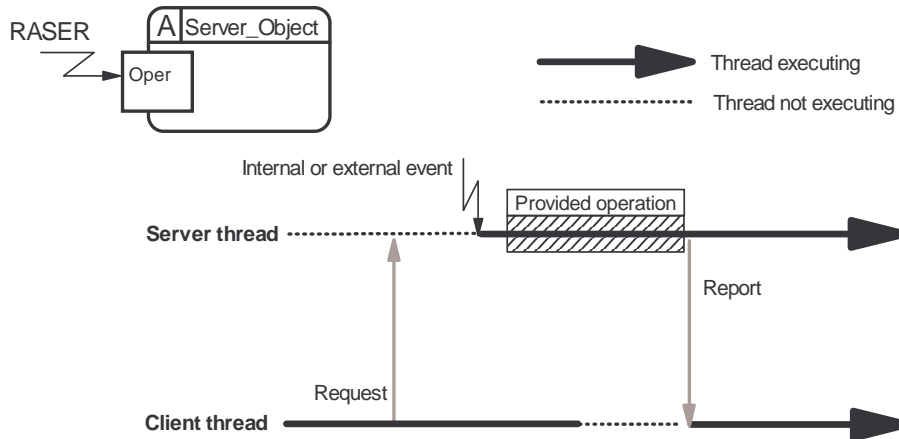 RASER
A Server_Object
Oper
Thread executing
Thread not executing
Internal or external event
Provided operation
Server thread
Report
Request
Client thread